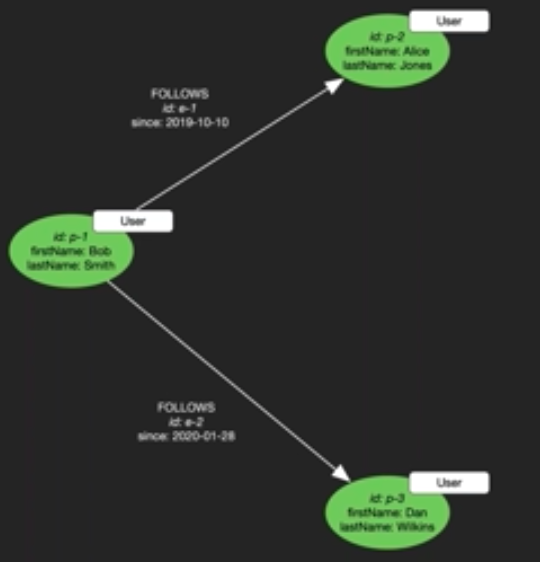 User
id: p-2
firstName: Alice
lastName: Jones
FOLLOWS
id: e-1
since: 2019-10-10
User
id: p-1
firstName: Bob
lastName: Smith
FOLLOWS
id: e-2
since: 2020-01-28
User
id: p-3
firstName: Dan
lastName: Wilkins